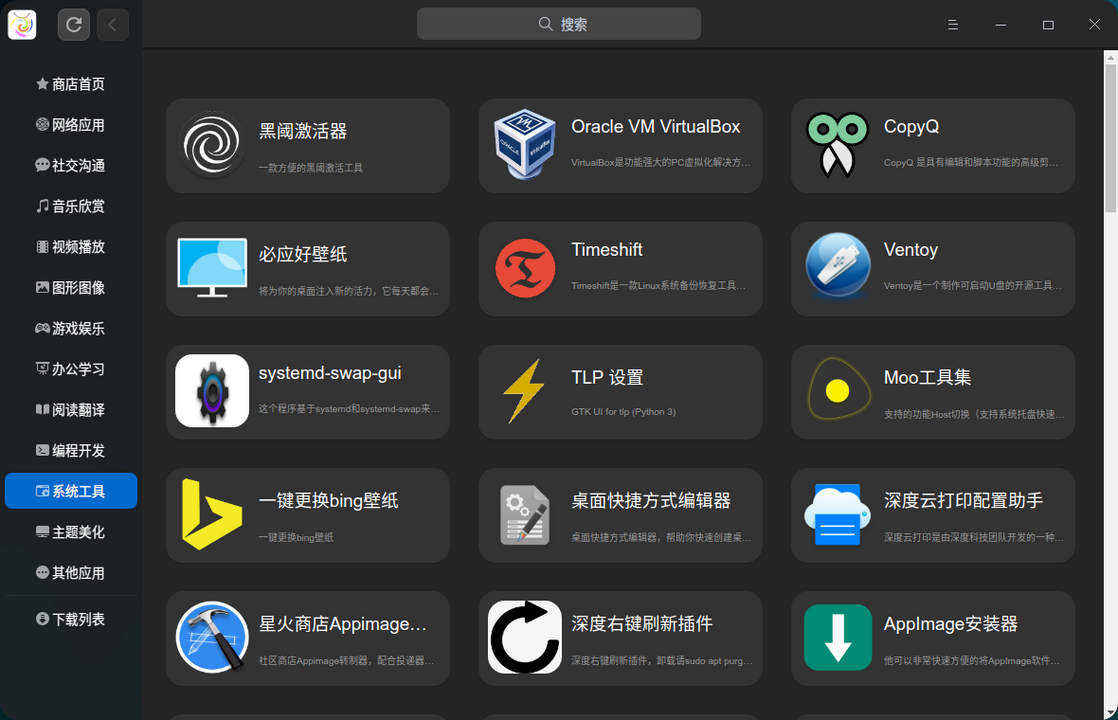 搜索
商店首页
网络应用
社交沟通
音乐欣赏
视频播放
图形图像
游戏娱乐
办公学习
阅读翻译
编程开发
系统工具
主题美化
其他应用
下载列表
黑阈激活器
一款方便的黑阈激活工具
Oracle VM VirtualBox
VirtualBox是功能强大的PC虚拟化解决方…
CopyQ
CopyQ 是具有编辑和脚本功能的高级剪…
必应好壁纸
将为你的桌面注入新的活力，它每天都会…
Timeshift
Timeshift是一款Linux系统备份恢复工具…
Ventoy
Ventoy是一个制作可启动U盘的开源工具…
systemd-swap-gui
这个程序基于systemd和systemd-swap来…
TLP 设置
GTK UI for tlp (Python 3)
Moo工具集
支持的功能Host切换（支持系统托盘快速…
一键更换bing壁纸
一键更换bing壁纸
桌面快捷方式编辑器
桌面快捷方式编辑器，帮助你快速创建桌…
深度云打印配置助手
深度云打印是由深度科技团队开发的一种…
星火商店Appimage…
社区商店Appimage转制器，配合投递器…
深度右键刷新插件
深度右键刷新插件，卸载请sudo apt purg…
AppImage安装器
他可以非常快速方便的将AppImage软件…